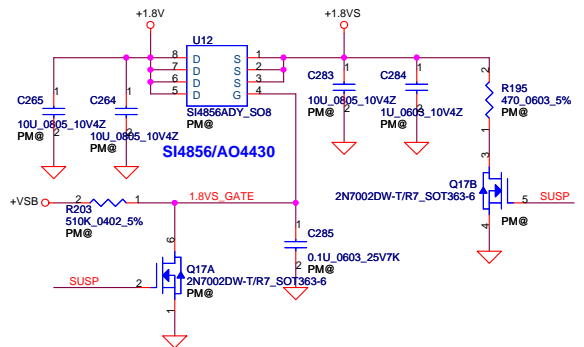 +1.8V
+1.8VS
U12
8 D S 1
7 D S 2
6 D S 3
5 D G 4
SI4856ADY_SO8
PM@
SI4856/AO4430
C265
1
2
10U_0805_10V4Z
PM@
C264
1
2
10U_0805_10V4Z
PM@
C283
1
2
10U_0805_10V4Z
PM@
C284
1
2
1U_0603_10V4Z
PM@
2
R195
470_0603_5%
PM@
1
3
Q17B
2N7002DW-T/R7_SOT363-6
5
SUSP
PM@
4
+VSB
2
1
R203
510K_0402_5%
PM@
1.8VS_GATE
1
C285
0.1U_0603_25V7K
2
PM@
6
Q17A
2N7002DW-T/R7_SOT363-6
PM@
SUSP
2
1